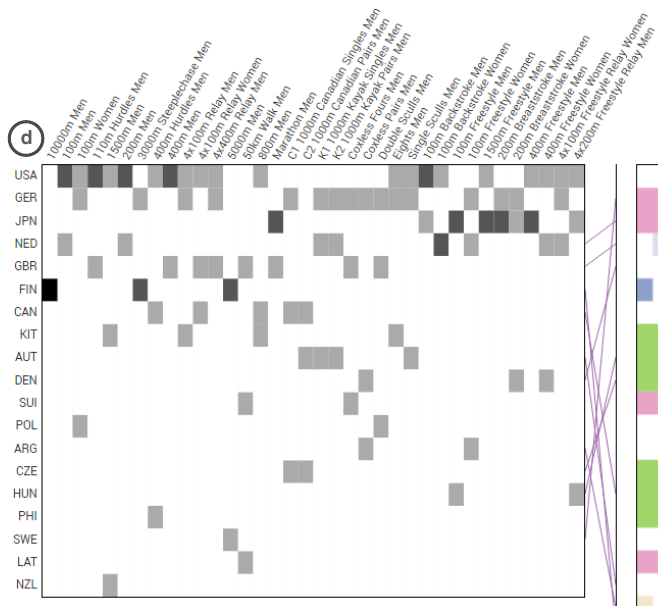 d
10000m Men
100m Men
100m Women
110m Hurdles Men
1500m Men
200m Men
3000m Steeplechase Men
400m Hurdles Men
400m Men
4x100m Relay Men
4x100m Relay Women
4x400m Relay Men
5000m Men
50km Walk Men
800m Men
Marathon Men
C1 1000m Canadian Singles Men
C2 1000m Canadian Pairs Men
K1 1000m Kayak Singles Men
K2 1000m Kayak Pairs Men
Coxless Fours Men
Coxless Pairs Men
Double Sculls Men
Eights Men
Single Sculls Men
100m Backstroke Men
100m Backstroke Women
100m Freestyle Men
100m Freestyle Women
1500m Freestyle Men
200m Breaststroke Men
200m Breaststroke Women
400m Freestyle Men
400m Freestyle Women
4x100m Freestyle Relay Women
4x200m Freestyle Relay Men
USA
GER
JPN
NED
GBR
FIN
CAN
KIT
AUT
DEN
SUI
POL
ARG
CZE
HUN
PHI
SWE
LAT
NZL